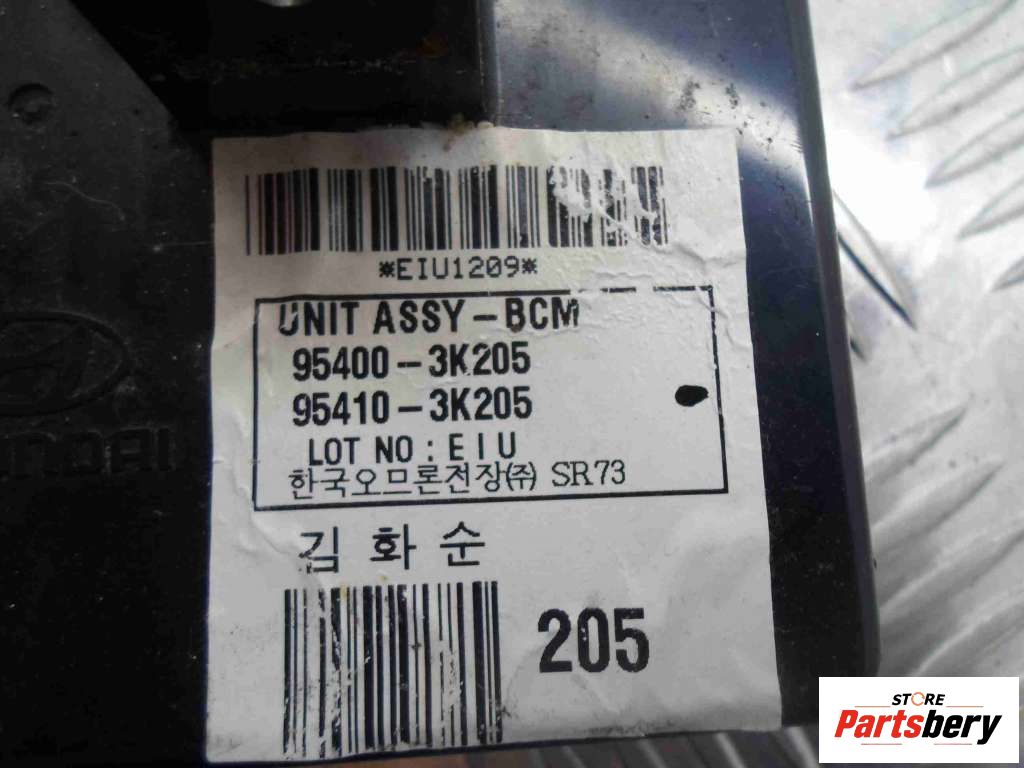 *EIU1209*
UNIT ASSY-BCM
95400-3K205
95410-3K205
LOT NO : EIU
한국오므론전장㈜ SR73
김화순
205
STORE
Partsbery